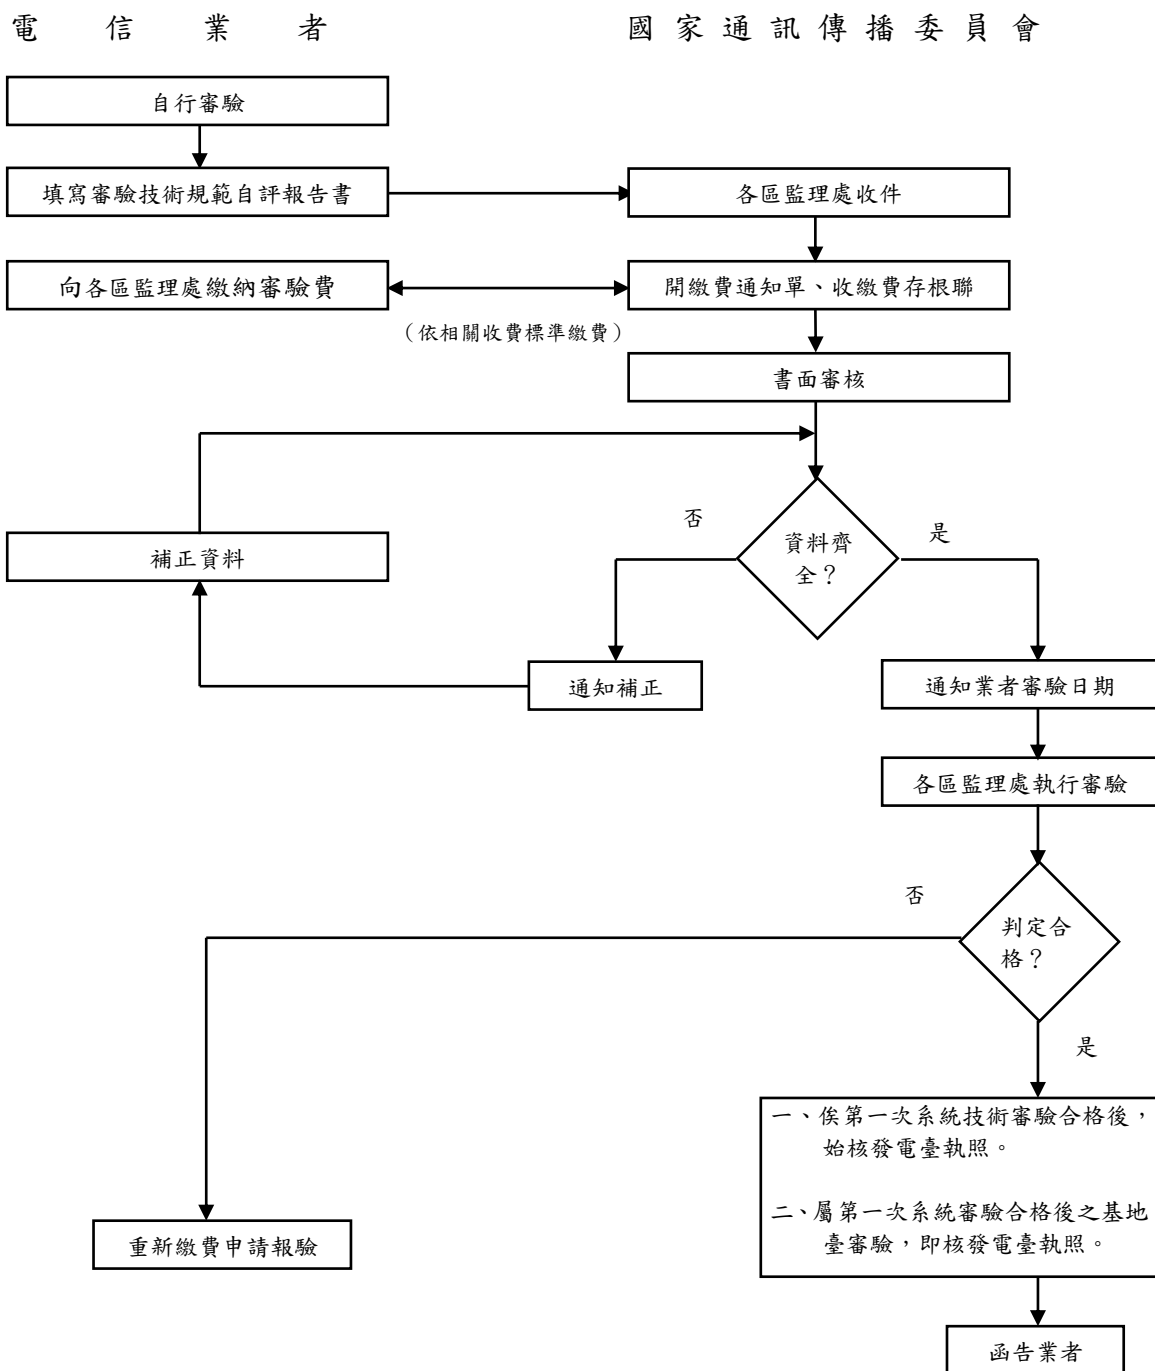 電信業者
國家通訊傳播委員會
自行審驗
填寫審驗技術規範自評報告書
各區監理處收件
向各區監理處繳納審驗費
開繳費通知單、收繳費存根聯
（依相關收費標準繳費）
書面審核
否
是
資料齊
全？
補正資料
通知補正
通知業者審驗日期
各區監理處執行審驗
否
判定合
格？
是
一、俟第一次系統技術審驗合格後，
始核發電臺執照。
二、屬第一次系統審驗合格後之基地
臺審驗，即核發電臺執照。
重新繳費申請報驗
函告業者